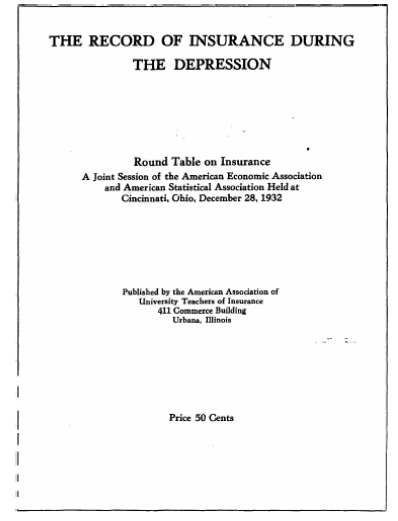 THE RECORD OF INSURANCE DURING
THE DEPRESSION
Round Table on Insurance
A Joint Session of the American Economic Association
and American Statistical Association Held at
Cincinnati, Ohio, December 28, 1932
Published by the American Association of
University Teachers of Insurance
411 Commerce Building
Urbana, Illinois
Price 50 Cents